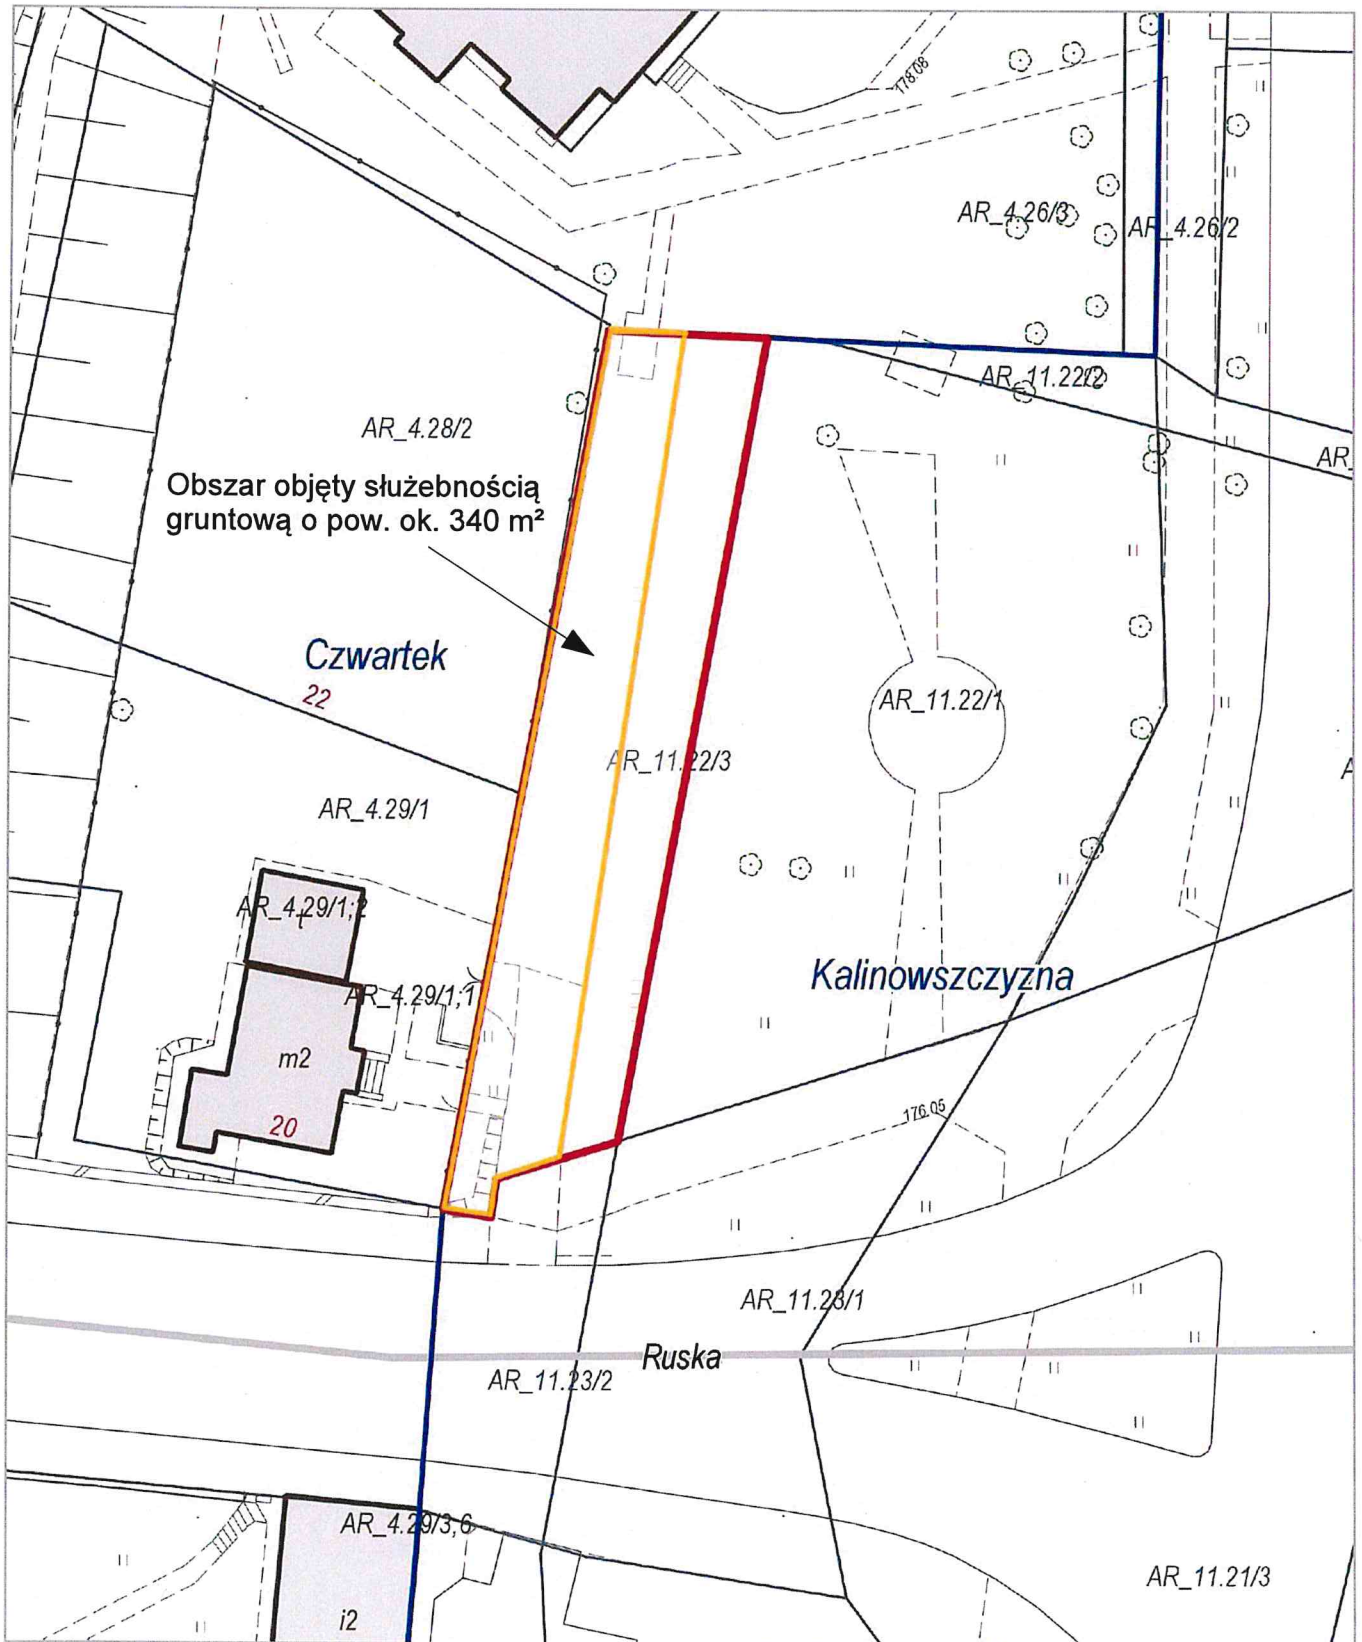 178.08
AR_4.26/3
AR_4.26/2
AR_11.22/2
AR_4.28/2
AR_
Obszar objęty służebnością
gruntową o pow. ok. 340 m²
Czwartek
22
AR_11.22/1
AR_11.22/3
A
AR_4.29/1
AR_4.29/1;2
t
Kalinowszczyzna
AR_4.29/1;1
m2
176.05
20
AR_11.23/1
Ruska
AR_11.23/2
AR_4.29/3;6
AR_11.21/3
i2